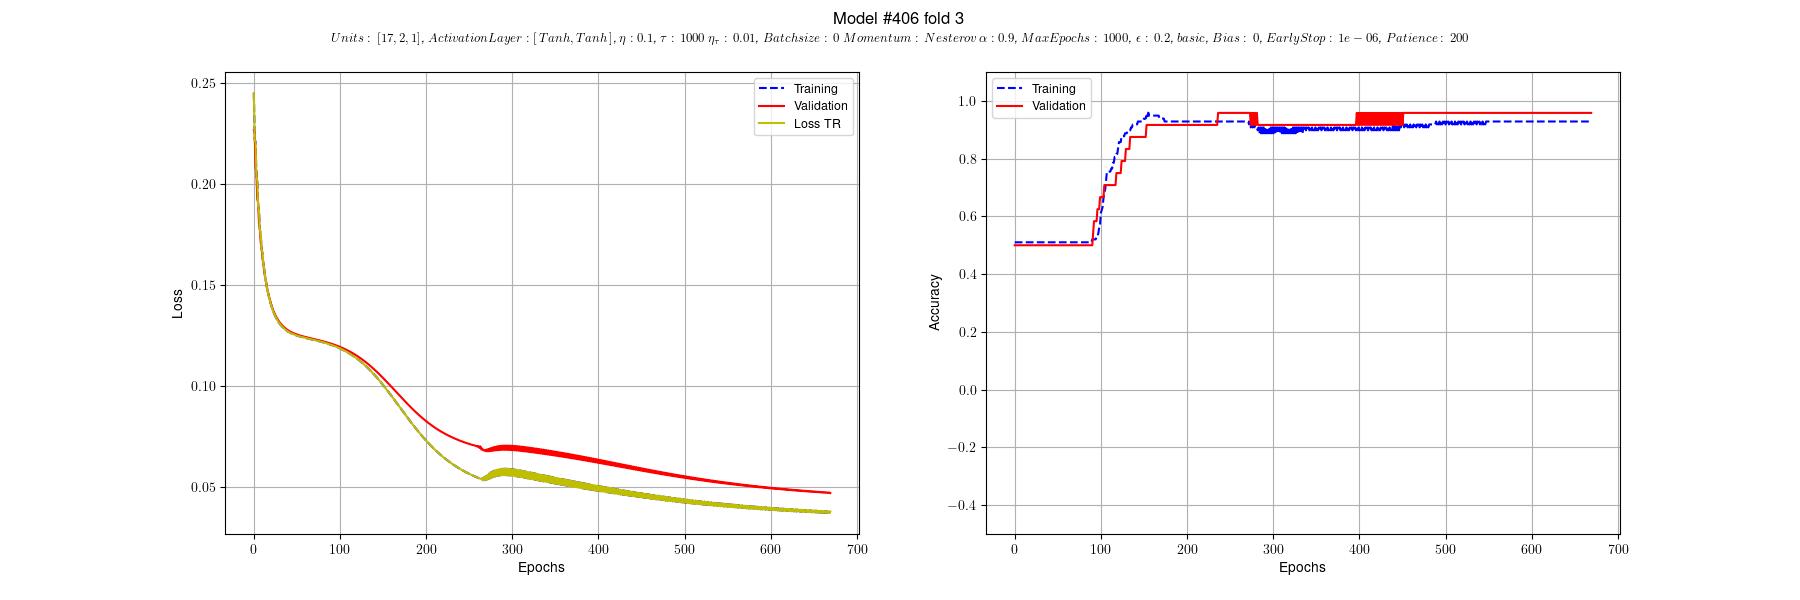 Model #406 fold 3
Units : [17, 2, 1], ActivationLayer : [Tanh, Tanh], η : 0.1, τ : 1000 ητ : 0.01, Batchsize : 0 Momentum : Nesterov α : 0.9, MaxEpochs : 1000, ϵ : 0.2, basic, Bias : 0, EarlyStop : 1e − 06, Patience : 200
Training
Validation
Loss TR
0.25
0.20
0.15
0.10
0.05
Loss
0 100 200 300 400 500 600 700
Epochs
Training
Validation
1.0
0.8
0.6
0.4
0.2
0.0
−0.2
−0.4
Accuracy
0 100 200 300 400 500 600 700
Epochs